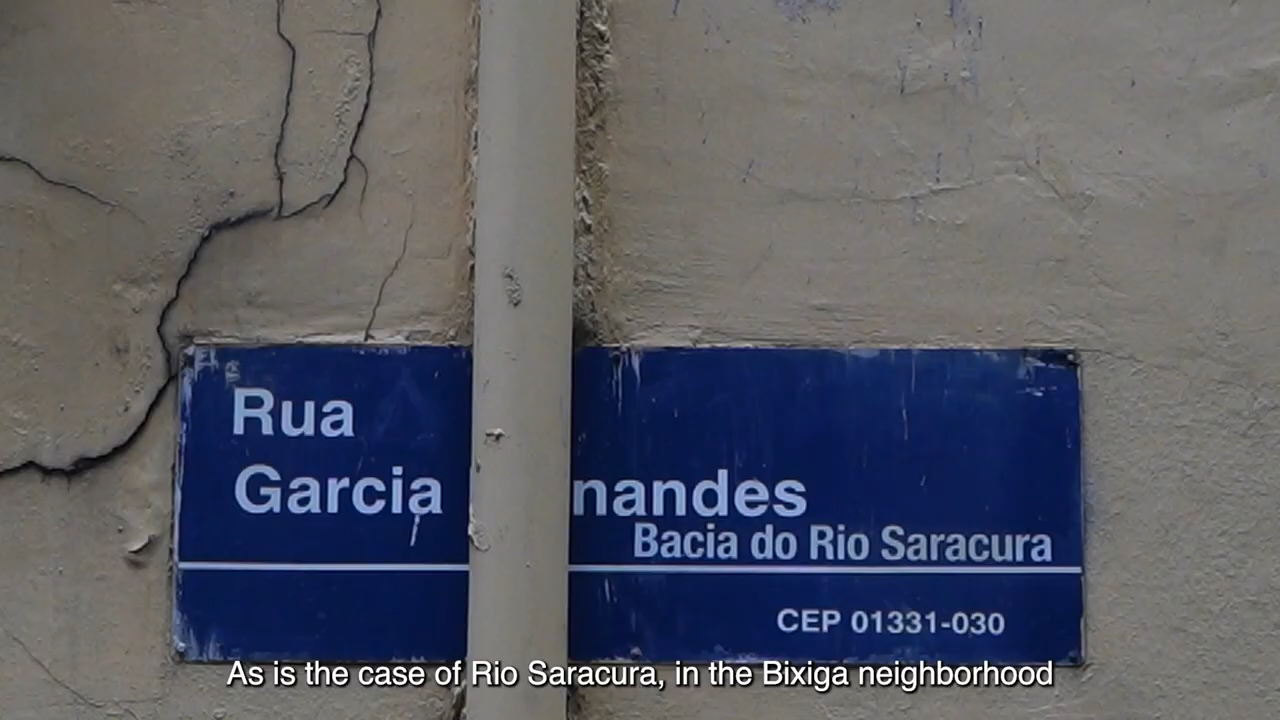 Rua
Garcia nandes
Bacia do Rio Saracura
CEP 01331-030
As is the case of Rio Saracura, in the Bixiga neighborhood